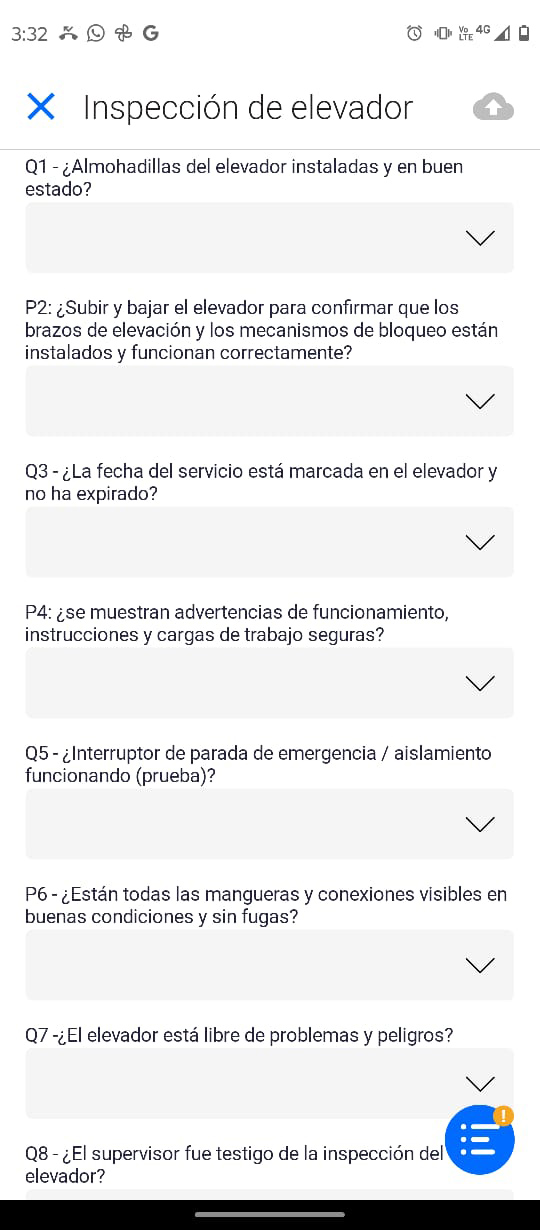 3:32
Vo LTE 4G
Inspección de elevador
Q1 - ¿Almohadillas del elevador instaladas y en buen
estado?
P2: ¿Subir y bajar el elevador para confirmar que los
brazos de elevación y los mecanismos de bloqueo están
instalados y funcionan correctamente?
Q3 - ¿La fecha del servicio está marcada en el elevador y
no ha expirado?
P4: ¿se muestran advertencias de funcionamiento,
instrucciones y cargas de trabajo seguras?
Q5 - ¿Interruptor de parada de emergencia / aislamiento
funcionando (prueba)?
P6 - ¿Están todas las mangueras y conexiones visibles en
buenas condiciones y sin fugas?
Q7 -¿El elevador está libre de problemas y peligros?
Q8 - ¿El supervisor fue testigo de la inspección del
elevador?